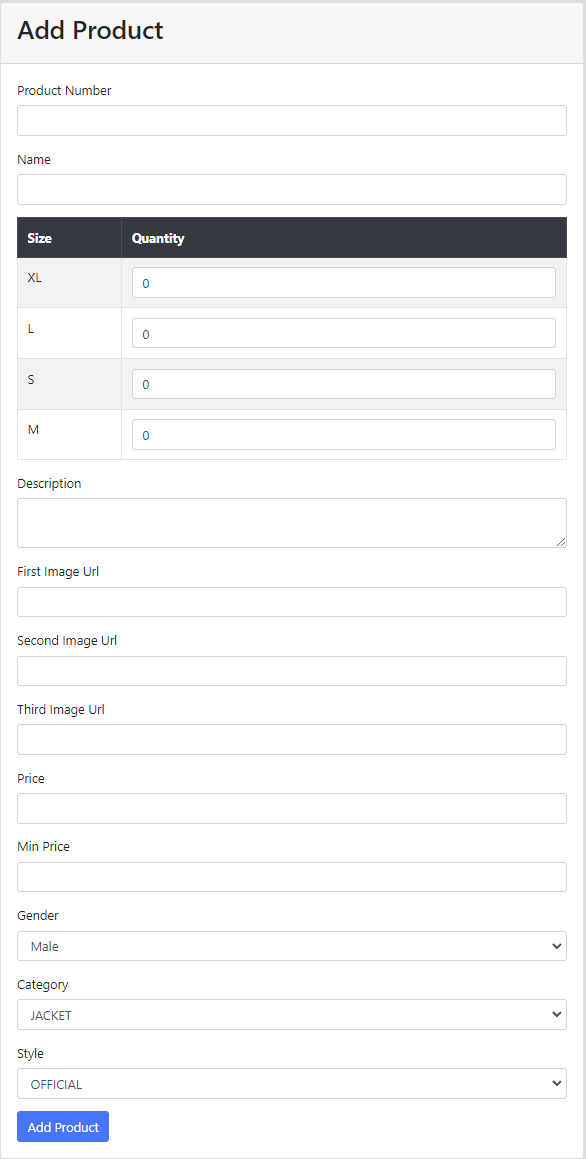 Add Product
Product Number
Name
Size Quantity
XL 0
L 0
S 0
M 0
Description
First Image Url
Second Image Url
Third Image Url
Price
Min Price
Gender
Male
Category
JACKET
Style
OFFICIAL
Add Product